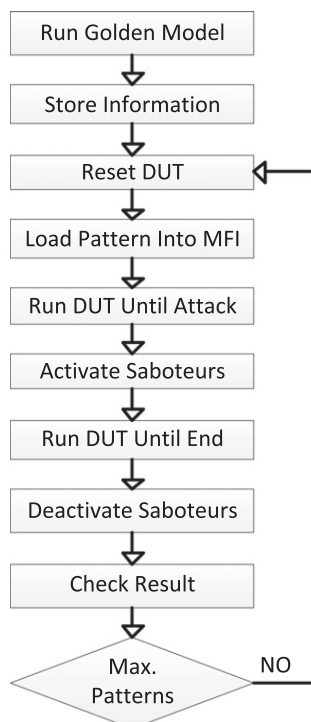 Run Golden Model
Store Information
Reset DUT
Load Pattern Into MFI
Run DUT Until Attack
Activate Saboteurs
Run DUT Until End
Deactivate Saboteurs
Check Result
Max.
Patterns
NO